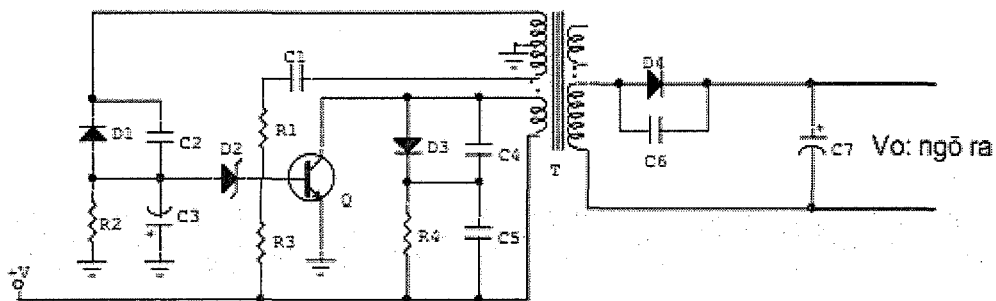 C1
D4
D1
C2
R1
D2
D3
C4
T
C6
+
C7
Vo: ngõ ra
R2
C3
+
R3
Q
R4
C5
+V